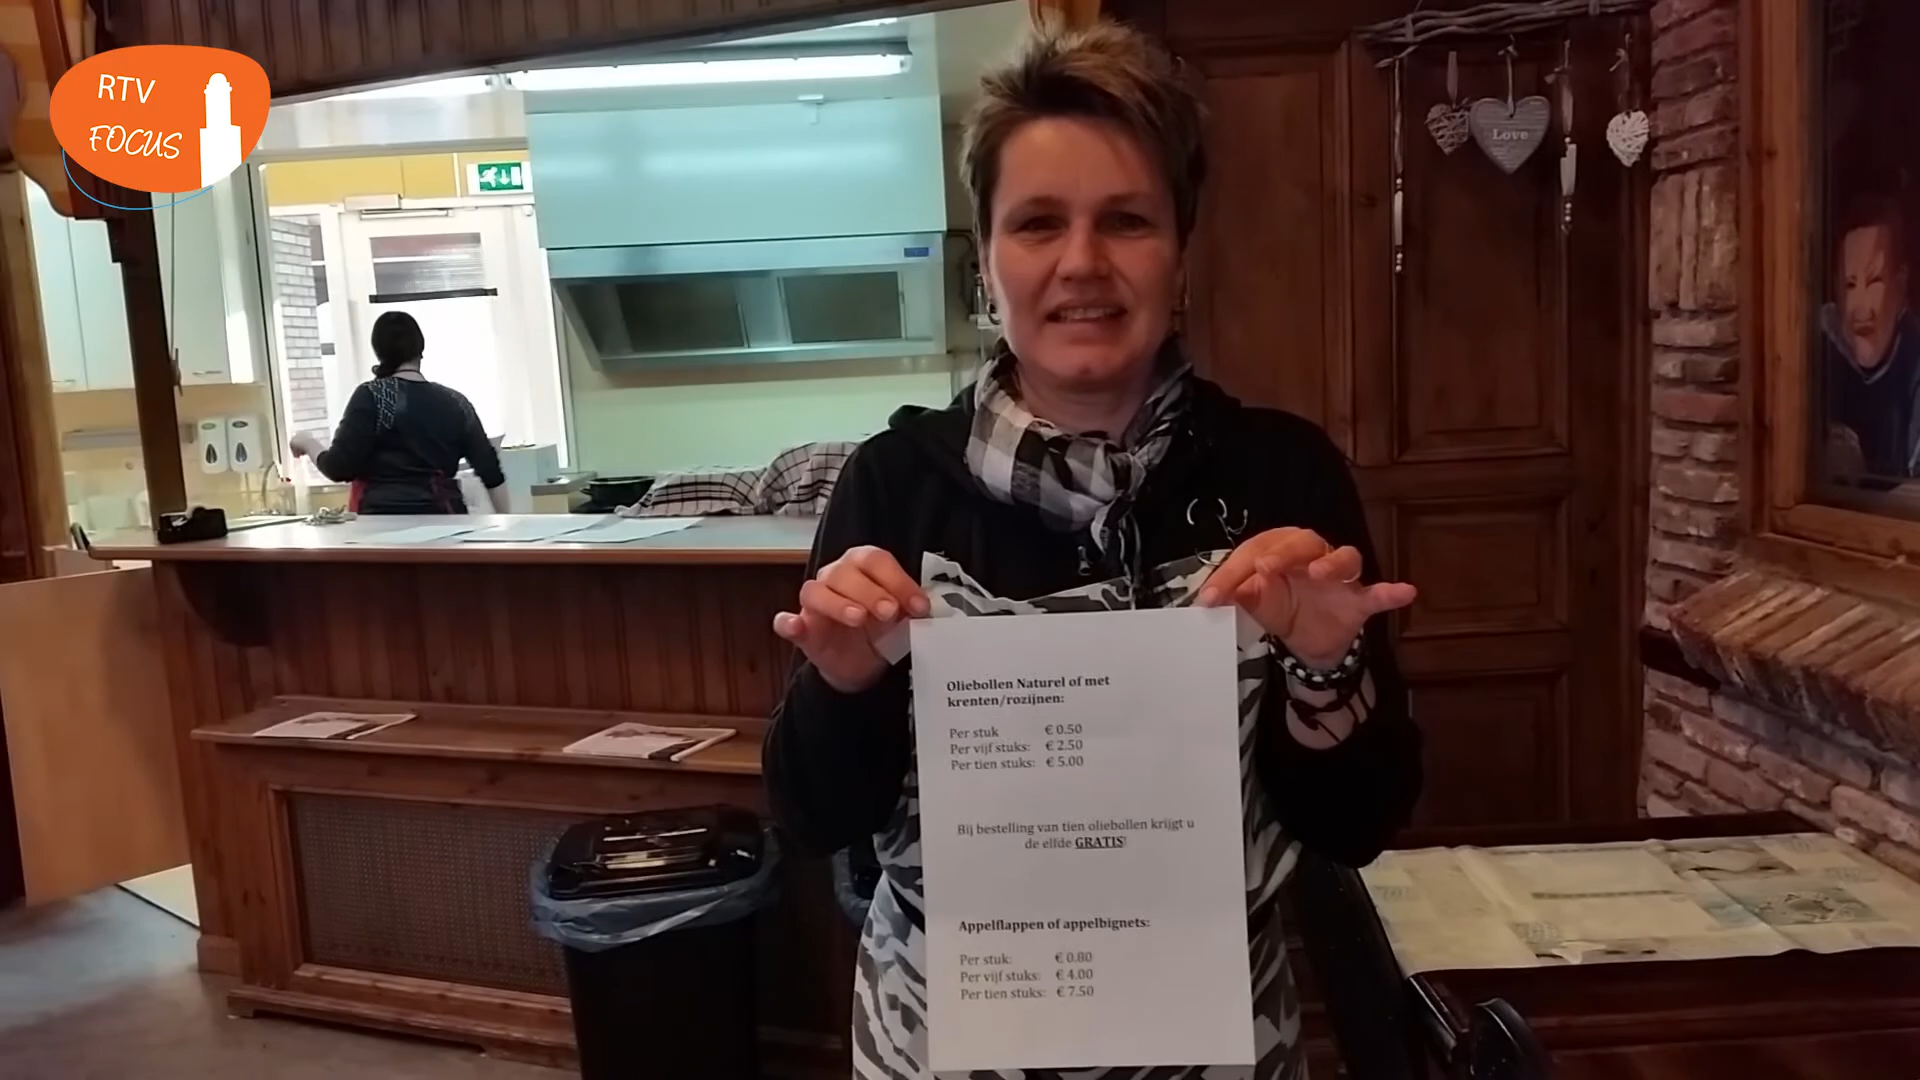 RTV
FOCUS
Love
Oliebollen Naturel of met
krenten/rozijnen:
Per stuk € 0.50
Per vijf stuks: € 2.50
Per tien stuks: € 5.00
Bij bestelling van tien oliebollen krijgt u
de elfde GRATIS!
Appelflappen of appelbignets:
Per stuk: € 0.80
Per vijf stuks: € 4.00
Per tien stuks: € 7.50